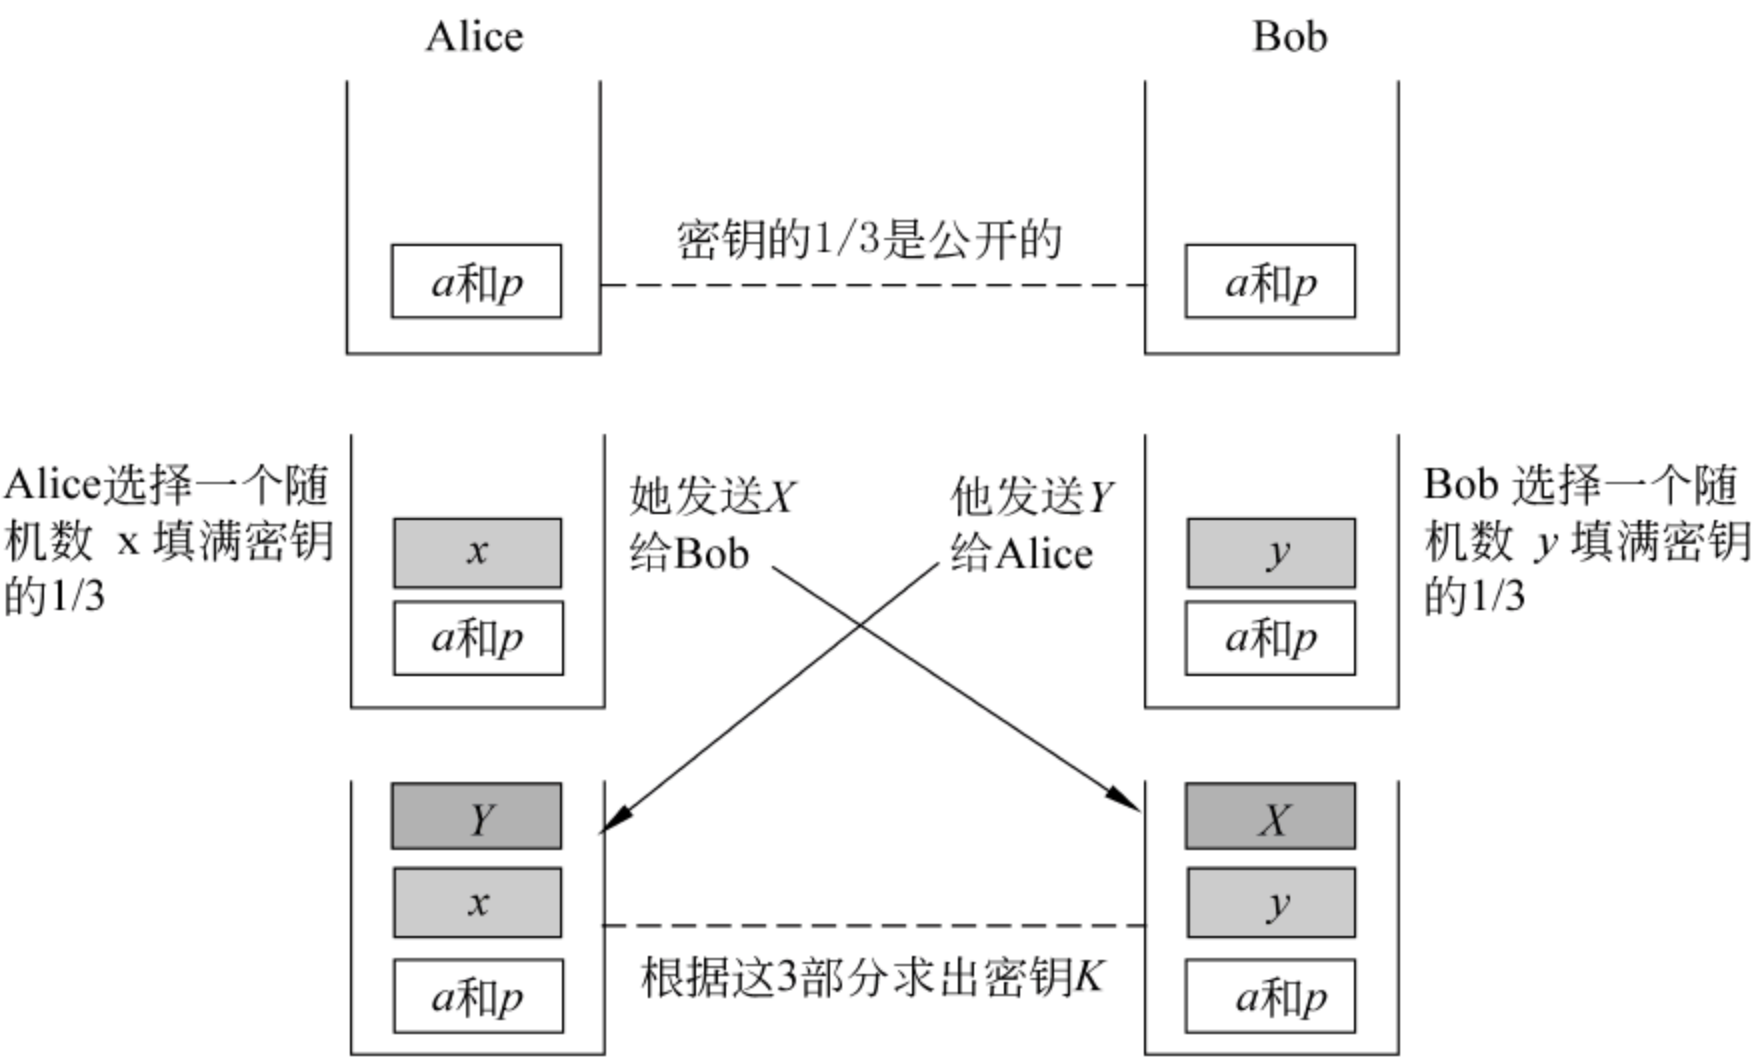 Alice
Bob
密钥的1/3是公开的
a和p
a和p
Alice选择一个随
机数 x 填满密钥
的1/3
她发送X
给Bob
他发送Y
给Alice
Bob 选择一个随
机数 y 填满密钥
的1/3
x
y
a和p
a和p
Y
X
x
y
根据这3部分求出密钥K
a和p
a和p